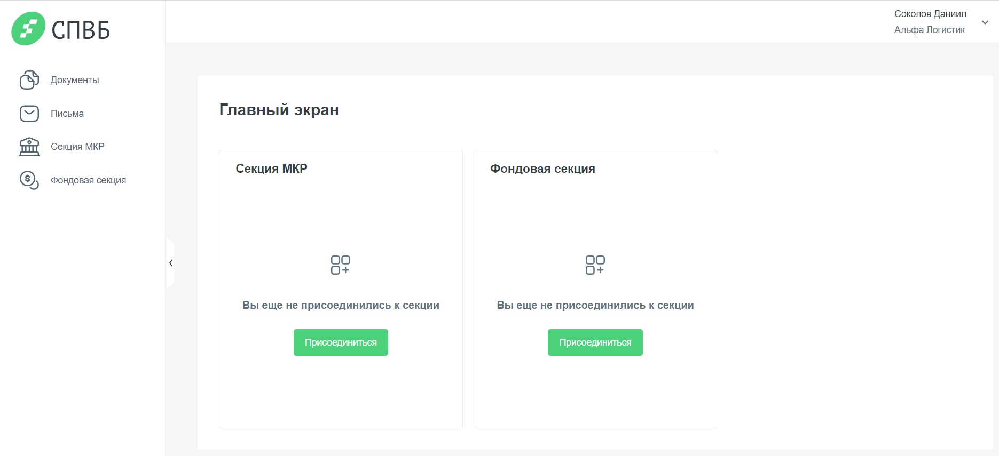 СПВБ
Соколов Даниил
Альфа Логистик
Документы
Письма
Секция МКР
Фондовая секция
Главный экран
Секция МКР
Вы еще не присоединились к секции
Присоединиться
Фондовая секция
Вы еще не присоединились к секции
Присоединиться